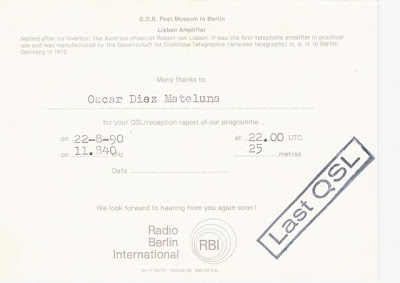 G.D.R. Post Museum in Berlin
Lieben Amplifier
Named after its inventor, the Austrian physicist Robert von Lieben, it was the first telephone amplifier in practical
use and was manufactured by the Gesellschaft für Drahtlose Telegraphie (wireless telegraphy) m. b. H. in Berlin/
Germany in 1912.
Many thanks to
Oscar Diaz Mateluna
for your QSL/reception report of our programme
on 22-8-90 at 22.00 UTC
on 11.840 kHz 25 metres
Date
We look forward to hearing from you again soon!
Radio
Berlin
International
RBI
Last QSL